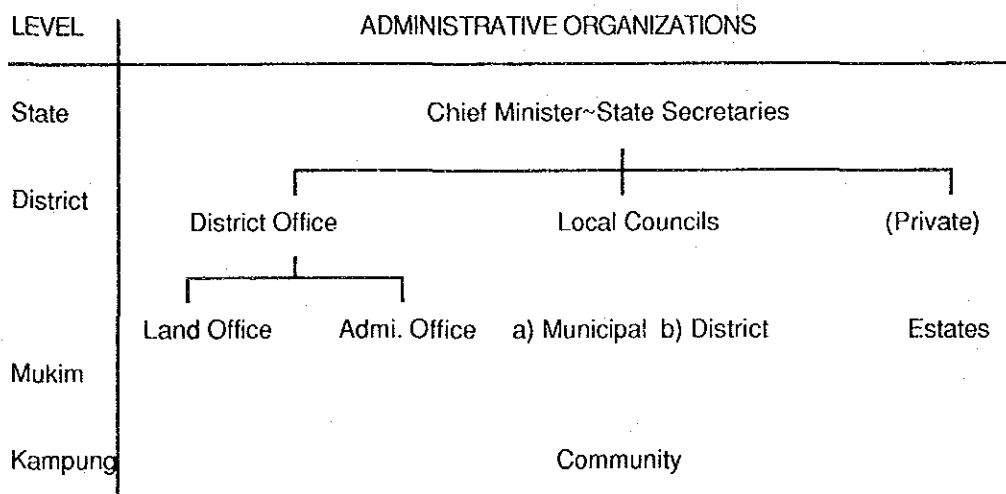 LEVEL ADMINISTRATIVE ORGANIZATIONS
State Chief Minister~State Secretaries
District
District Office Local Councils (Private)
Land Office Admi. Office a) Municipal b) District Estates
Mukim
Kampung Community